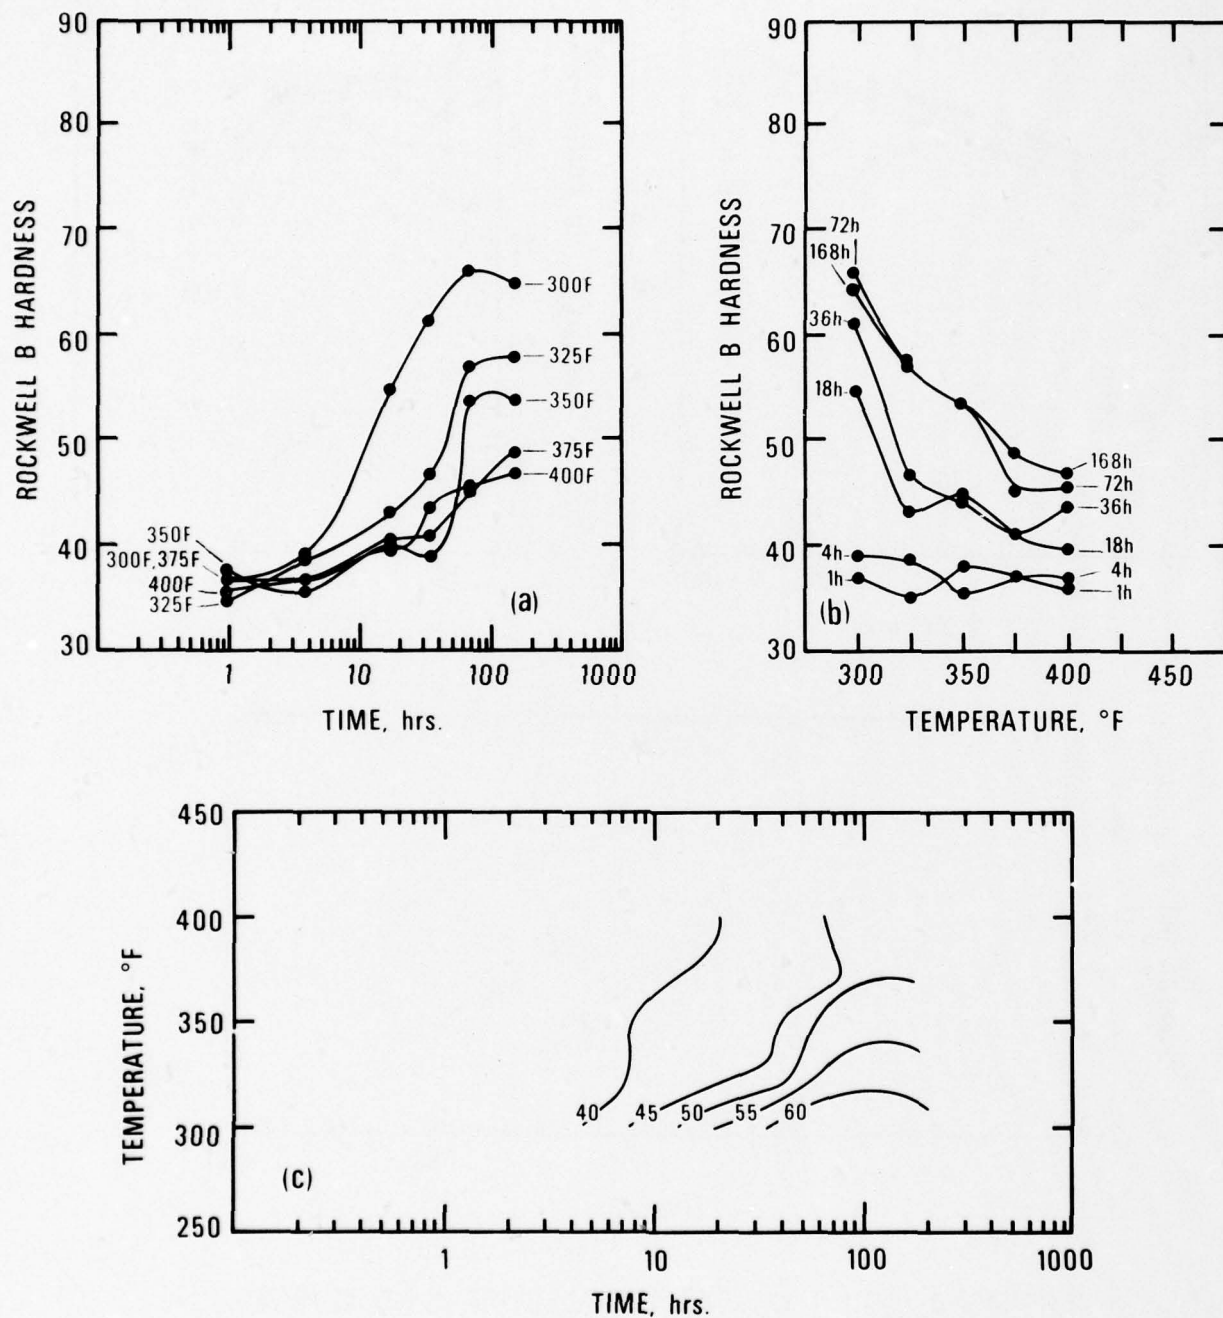 90
80
70
60
50
40
30
ROCKWELL B HARDNESS
300F
325F
350F
375F
400F
350F
300F,375F
400F
325F
(a)
1
10
100
1000
TIME, hrs.
90
80
70
60
50
40
30
ROCKWELL B HARDNESS
72h
168h
36h
18h
4h
1h
168h
72h
36h
18h
4h
1h
(b)
300
350
400
450
TEMPERATURE, °F
450
400
350
300
250
TEMPERATURE, °F
40
45
50
55
60
(c)
1
10
100
1000
TIME, hrs.